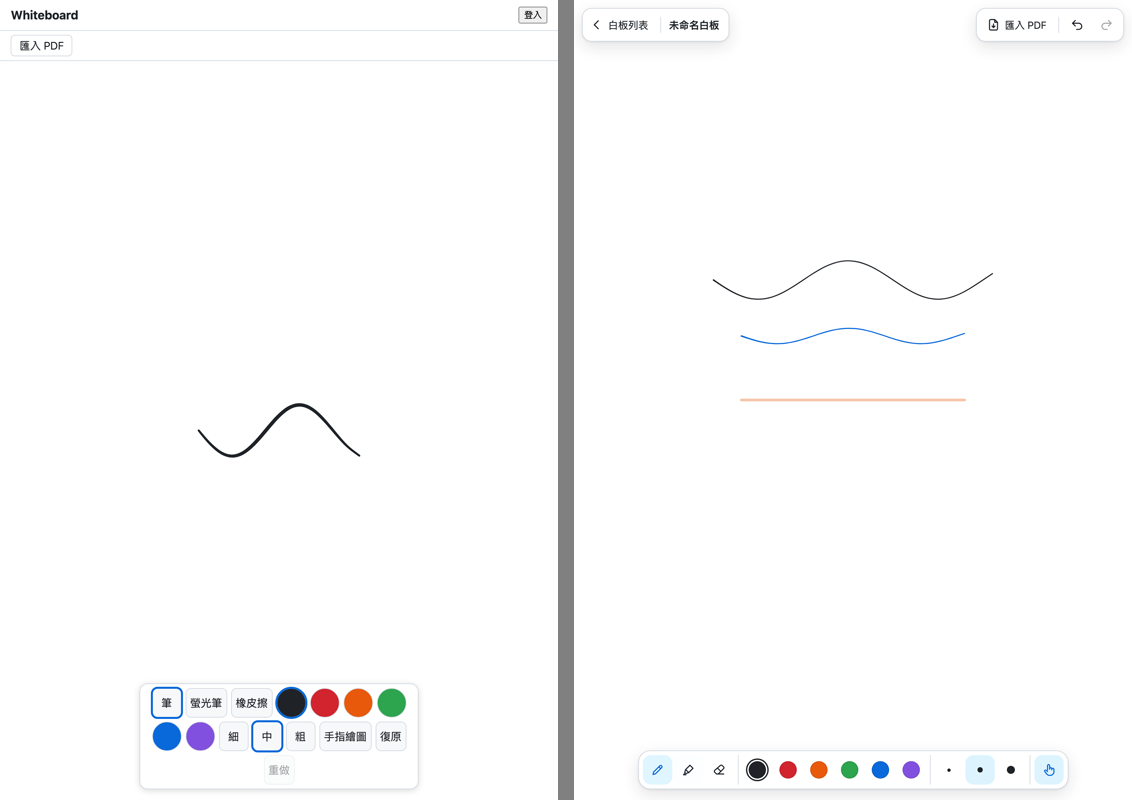 Whiteboard
登入
匯入 PDF
筆 螢光筆 橡皮擦
細 中 粗 手指繪圖 復原
重做
白板列表 未命名白板
匯入 PDF